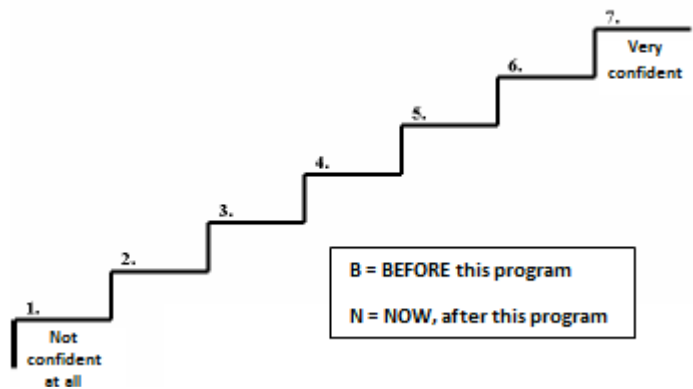 7.
Very
confident
6.
5.
4.
3.
2.
B = BEFORE this program
N = NOW, after this program
1.
Not
confident
at all